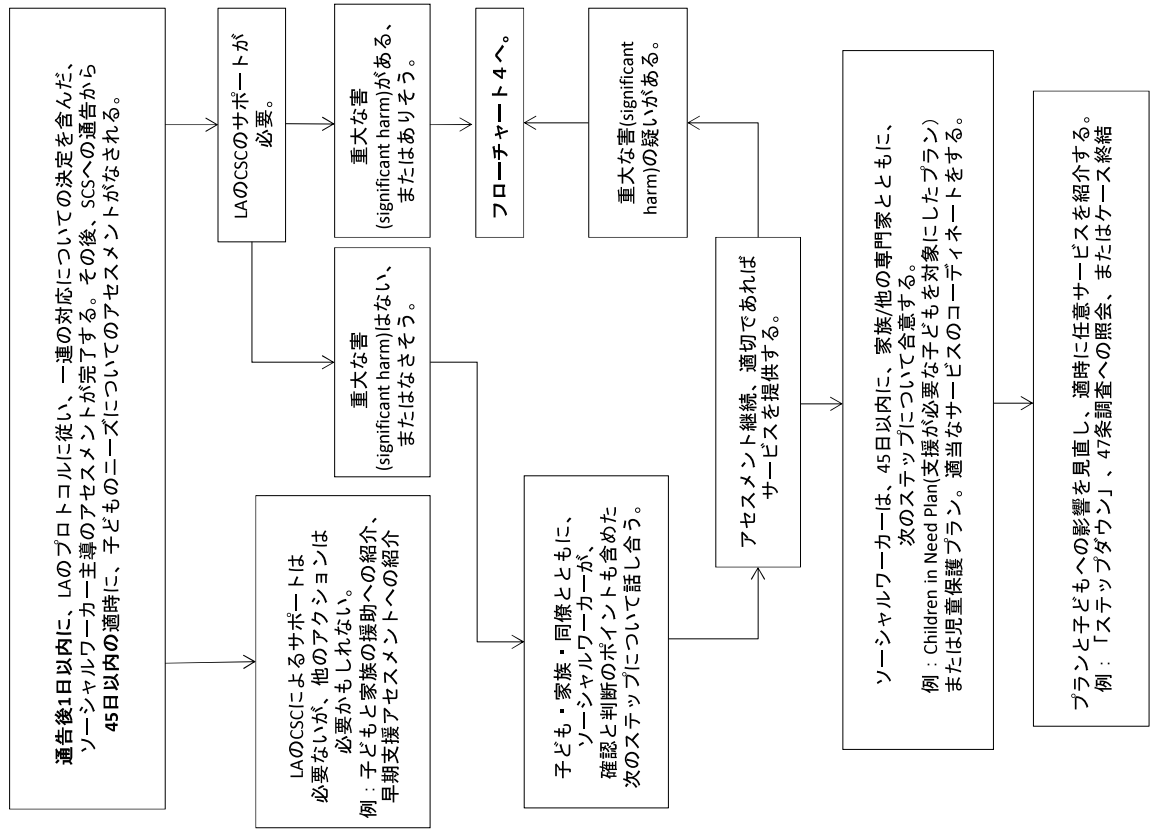 通告後1日以内に、LAのプロトコルに従い、一連の対応についての決定を含んだ、
ソーシャルワーカー主導のアセスメントが完了する。その後、SCSへの通告から
45日以内の適時に、子どものニーズについてのアセスメントがなされる。
LAのCSCによるサポートは
必要ないが、他のアクションは
必要かもしれない。
例：子どもと家族の援助への紹介、
早期支援アセスメントへの紹介
LAのCSCのサポートが
必要。
重大な害
(significant harm)はない、
またはなさそう。
重大な害
(significant harm)がある、
またはありそう。
フローチャート４へ。
子ども・家族・同僚とともに、
ソーシャルワーカーが、
確認と判断のポイントも含めた
次のステップについて話し合う。
重大な害(significant
harm)の疑いがある。
アセスメント継続、適切であれば
サービスを提供する。
ソーシャルワーカーは、45日以内に、家族/他の専門家とともに、
次のステップについて合意する。
例：Children in Need Plan(支援が必要な子どもを対象にしたプラン)
または児童保護プラン。適当なサービスのコーディネートをする。
プランと子どもへの影響を見直し、適時に任意サービスを紹介する。
例：「ステップダウン」、47条調査への照会、またはケース終結